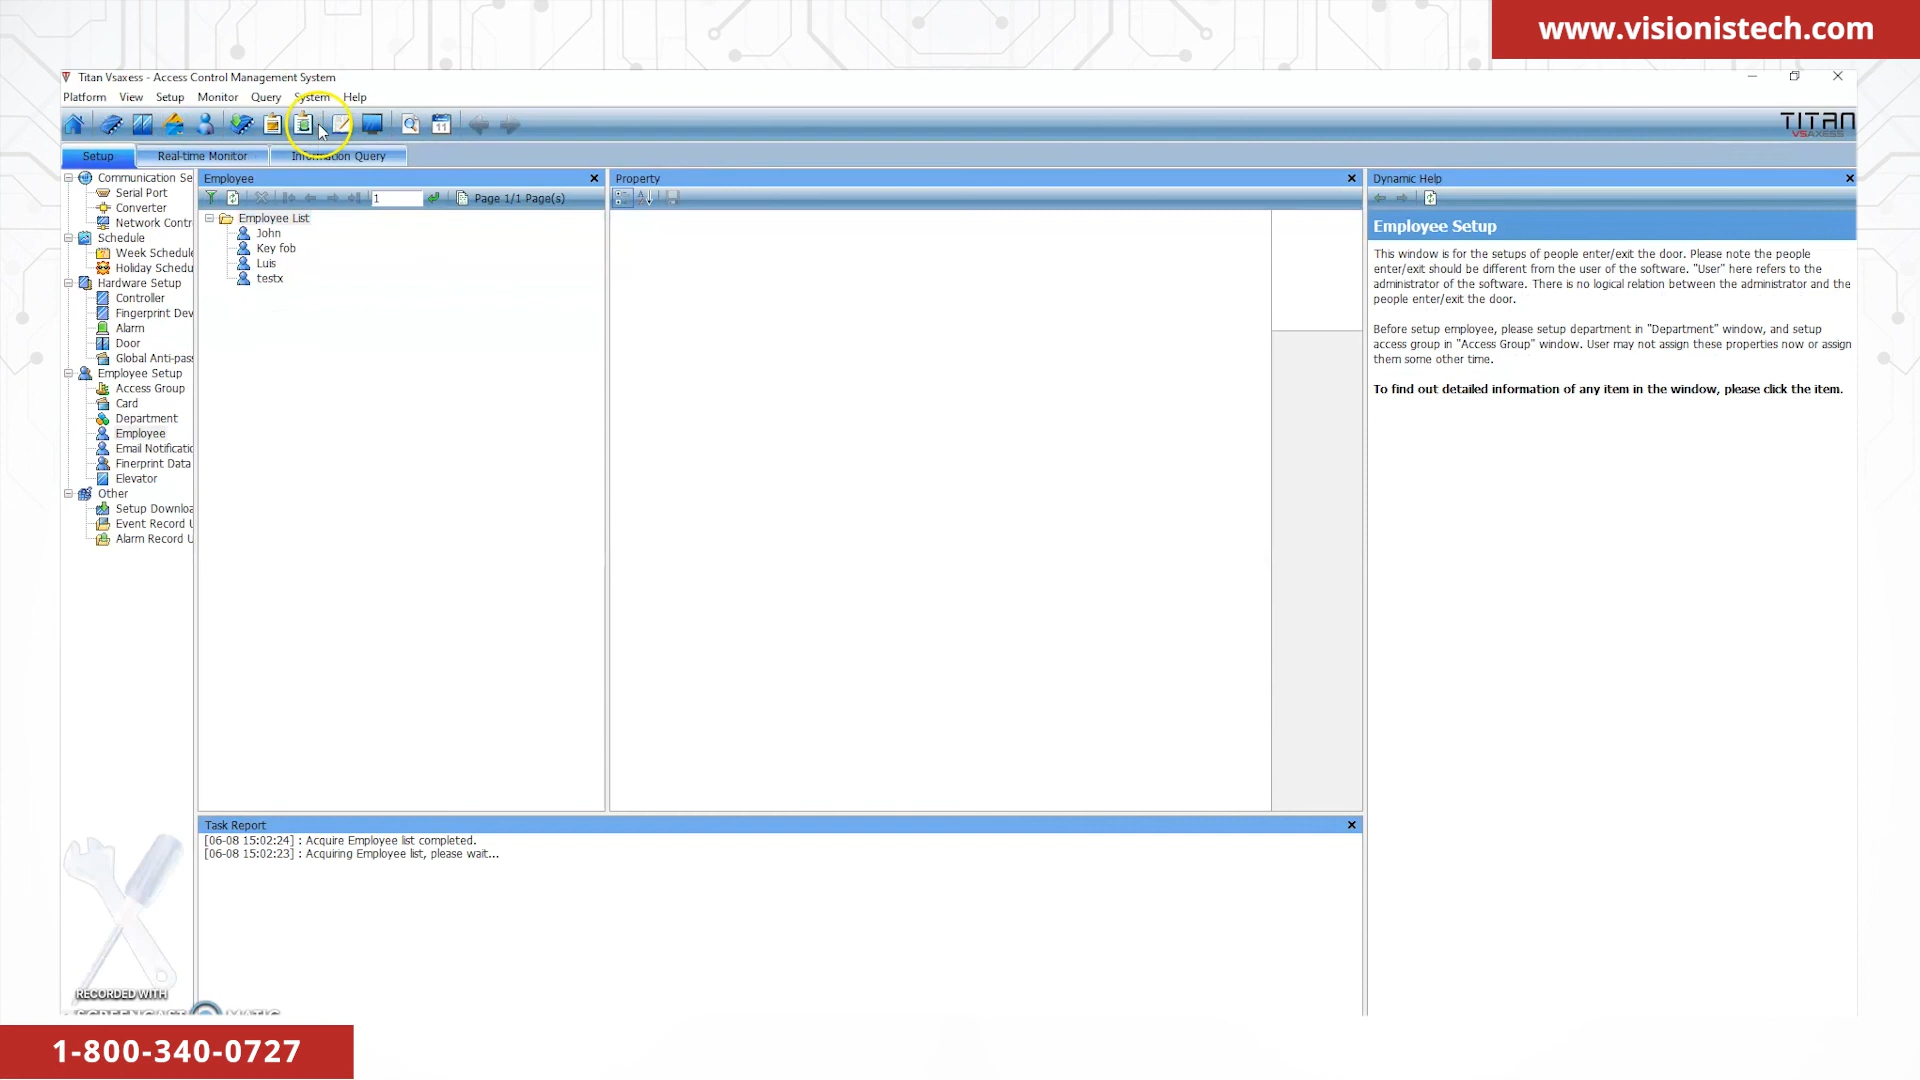 www.visionistech.com
Titan Vsaxess - Access Control Management System
Platform View Setup Monitor Query System Help
11
TITAN
VSAXESS
Setup Real-time Monitor Information Query
Communication Se
Serial Port
Converter
Network Contr
Schedule
Week Schedule
Holiday Schedu
Hardware Setup
Controller
Fingerprint Dev
Alarm
Door
Global Anti-pas
Employee Setup
Access Group
Card
Department
Employee
Email Notificatio
Finerprint Data
Elevator
Other
Setup Downloa
Event Record U
Alarm Record U
Employee
1 Page 1/1 Page(s)
Employee List
John
Key fob
Luis
testx
Property
Dynamic Help
Employee Setup
This window is for the setups of people enter/exit the door. Please note the people
enter/exit should be different from the user of the software. "User" here refers to the
administrator of the software. There is no logical relation between the administrator and the
people enter/exit the door.
Before setup employee, please setup department in "Department" window, and setup
access group in "Access Group" window. User may not assign these properties now or assign
them some other time.
To find out detailed information of any item in the window, please click the item.
Task Report
[06-08 15:02:24] : Acquire Employee list completed.
[06-08 15:02:23] : Acquiring Employee list, please wait...
RECORDED WITH
1-800-340-0727